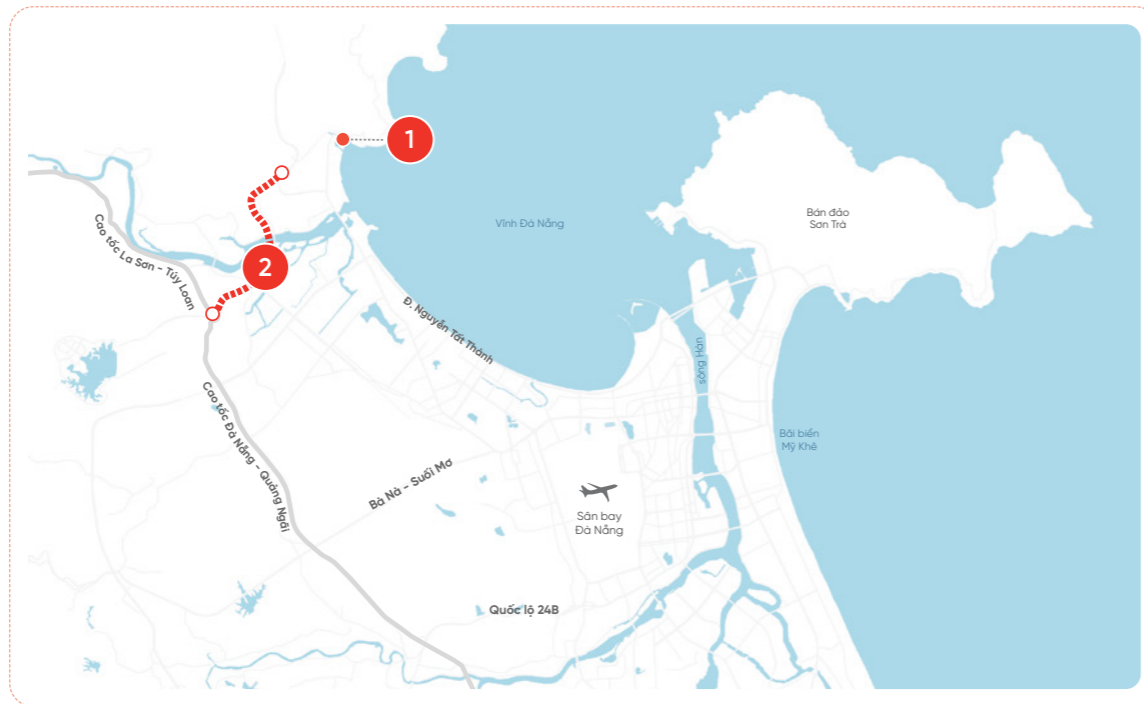 1
Vĩnh Đà Nẵng
Bán đảo
Sơn Trà
Cao tốc La Sơn - Túy Loan
2
Đ. Nguyễn Tất Thành
sông Hàn
Cao tốc Đà Nẵng - Quảng Ngãi
Bãi biển
Mỹ Khê
Bà Nà - Suối Mơ
Sân bay
Đà Nẵng
Quốc lộ 24B